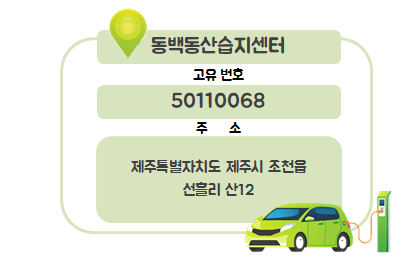 동백동산습지센터
고유 번호
50110068
주 소
제주특별자치도 제주시 조천읍
선흘리 산12